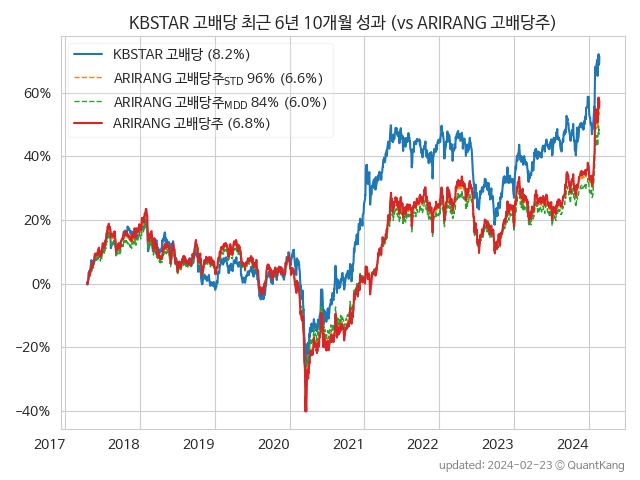 KBSTAR 고배당 최근 6년 10개월 성과 (vs ARIRANG 고배당주)
KBSTAR 고배당 (8.2%)
ARIRANG 고배당주STD 96% (6.6%)
ARIRANG 고배당주MDD 84% (6.0%)
ARIRANG 고배당주 (6.8%)
60%
40%
20%
0%
−20%
−40%
2017 2018 2019 2020 2021 2022 2023 2024
updated: 2024-02-23 © QuantKang